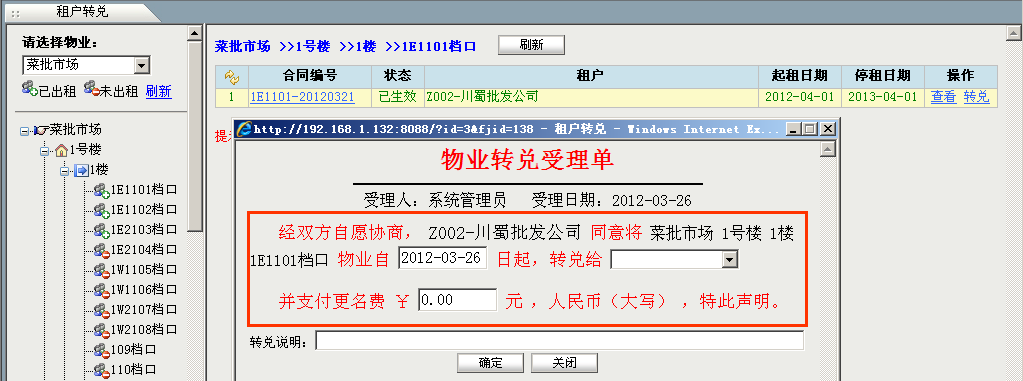 租户转兑
请选择物业：
菜批市场
已出租 未出租 刷新
菜批市场
1号楼
1楼
1E1101档口
1E1102档口
1E2103档口
1E2104档口
1W1105档口
1W1106档口
1W2107档口
1W2108档口
109档口
110档口
菜批市场 >>1号楼 >>1楼 >>1E1101档口 刷新
合同编号 状态 租户 起租日期 停租日期 操作
1 1E1101-20120321 已生效 Z002-川蜀批发公司 2012-04-01 2013-04-01 查看 转兑
提示
http://192.168.1.132:8088/?id=3&fjid=138 - 租户转兑 - Windows Internet Ex...
物业转兑受理单
受理人：系统管理员 受理日期：2012-03-26
经双方自愿协商， Z002-川蜀批发公司 同意将 菜批市场 1号楼 1楼
1E1101档口 物业自 2012-03-26 日起，转兑给
并支付更名费 ￥ 0.00 元 ，人民币（大写），特此声明。
转兑说明：
确定 关闭